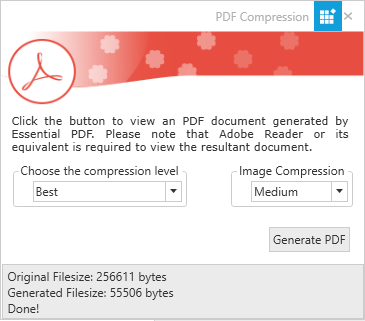 PDF Compression
Click the button to view an PDF document generated by
Essential PDF. Please note that Adobe Reader or its
equivalent is required to view the resultant document.
Choose the compression level
Image Compression
Best
Medium
Generate PDF
Original Filesize: 256611 bytes
Generated Filesize: 55506 bytes
Done!